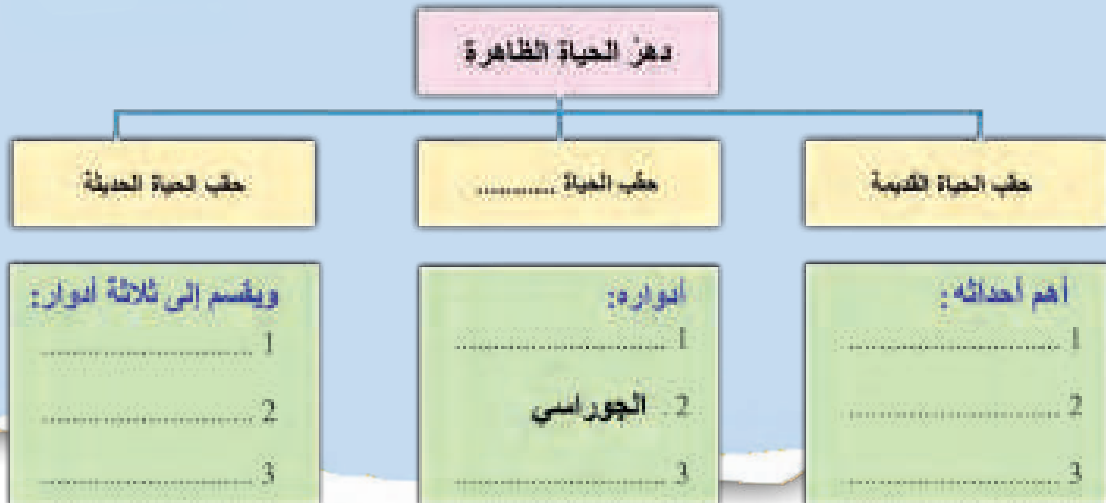 دهرُ الحياة الظاهرة
حقب الحياة القديمة
حقب الحياة ............
حقب الحياة الحديثة
أهم أحداثه:
1 ........................
2 ........................
3 ........................
أدواره:
1 ........................
2. الجوراسي
3 ........................
ويقسم إلى ثلاثة أدوار:
1 ........................
2 ........................
3 ........................